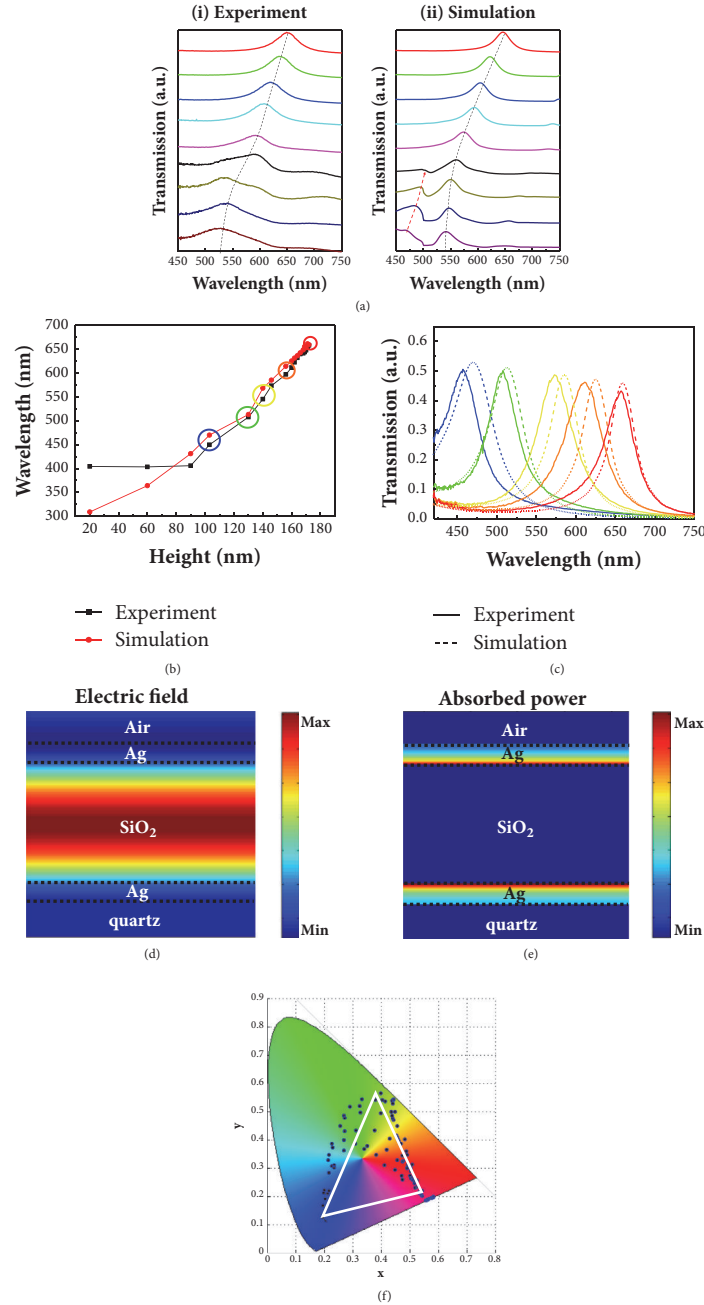 (i) Experiment
(ii) Simulation
Transmission (a.u.)
450 500 550 600 650 700 750
Wavelength (nm)
Transmission (a.u.)
450 500 550 600 650 700 750
Wavelength (nm)
(a)
Wavelength (nm)
700
650
600
550
500
450
400
350
300
20 40 60 80 100 120 140 160 180
Height (nm)
Experiment
Simulation
(b)
Transmission (a.u.)
0.7
0.6
0.5
0.4
0.3
0.2
0.1
0.0
450 500 550 600 650 700 750
Wavelength (nm)
Experiment
Simulation
(c)
Electric field
Air
Ag
SiO2
Ag
quartz
Max
Min
(d)
Absorbed power
Air
Ag
SiO2
Ag
quartz
Max
Min
(e)
y
0.9
0.8
0.7
0.6
0.5
0.4
0.3
0.2
0.1
0
0 0.1 0.2 0.3 0.4 0.5 0.6 0.7 0.8
x
(f)